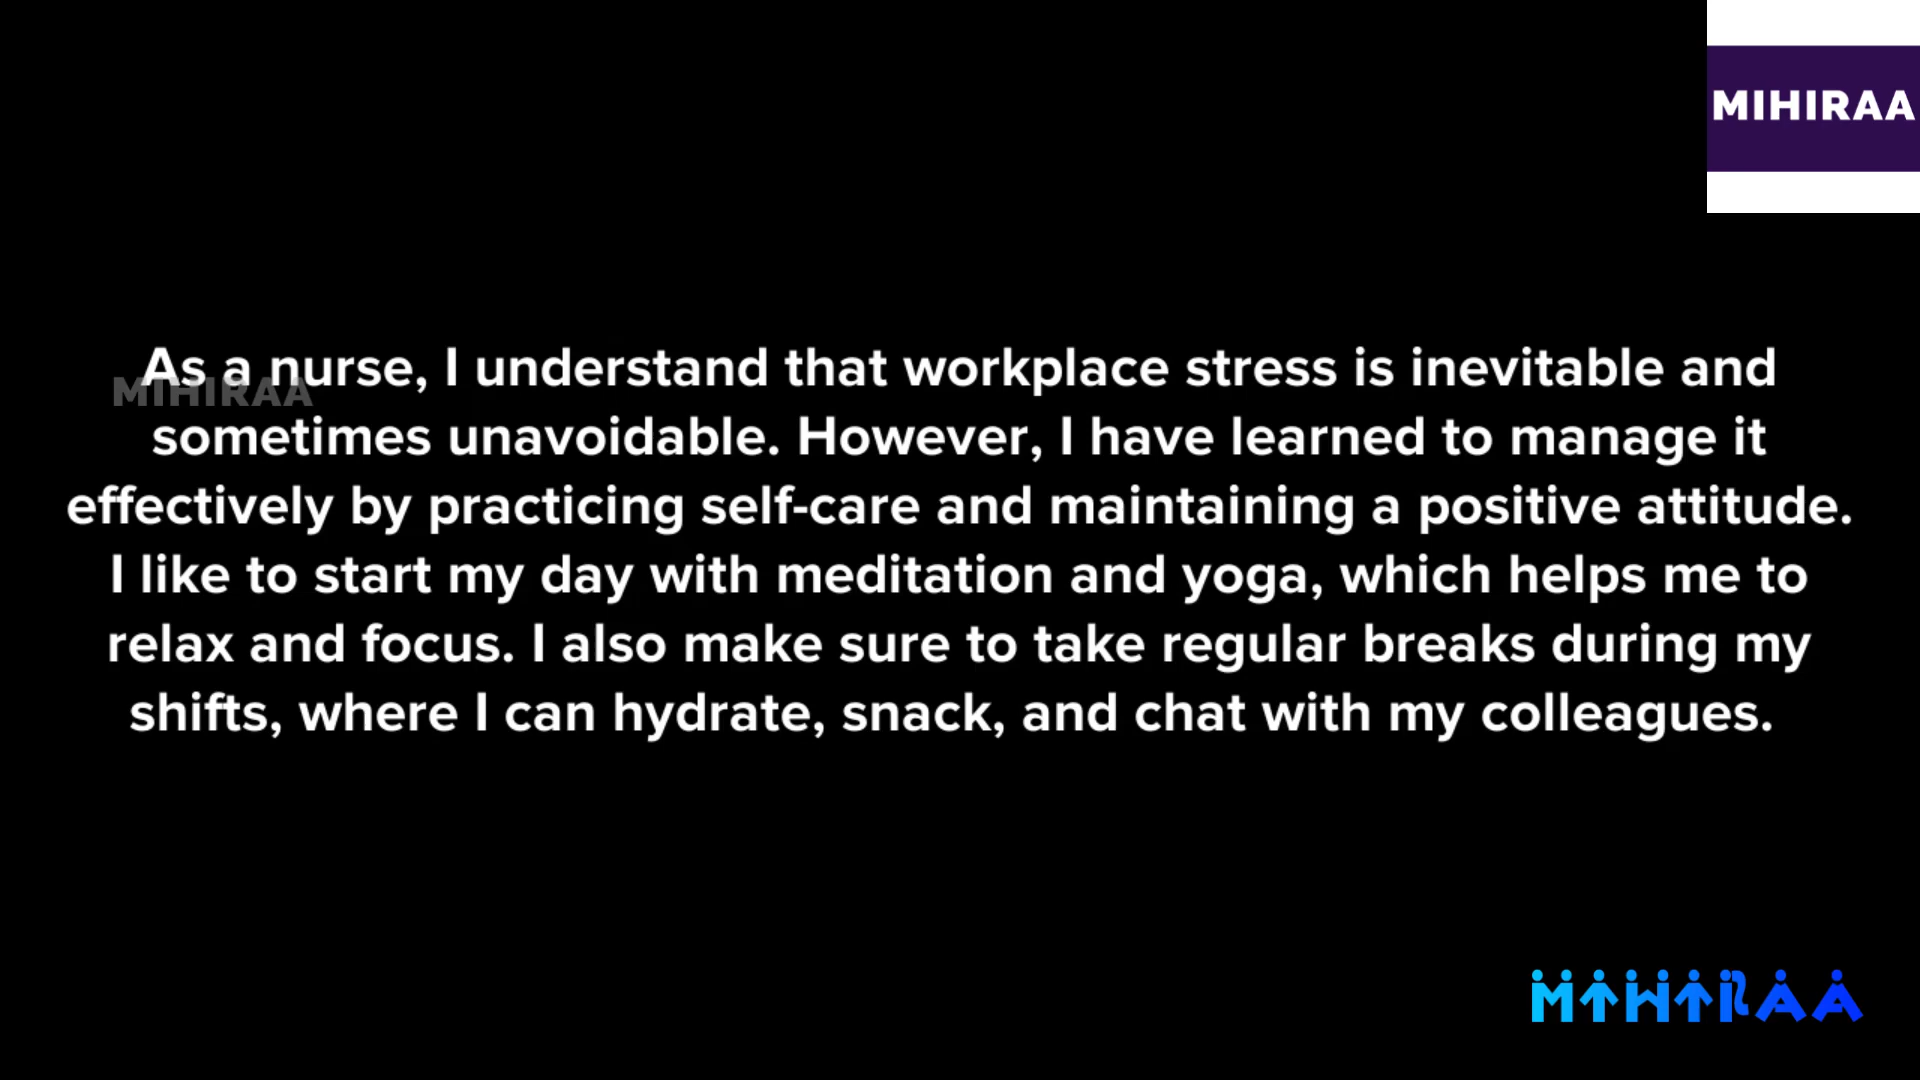 MIHIRAA
As a nurse, I understand that workplace stress is inevitable and
MIHIRAA
sometimes unavoidable. However, I have learned to manage it
effectively by practicing self-care and maintaining a positive attitude.
I like to start my day with meditation and yoga, which helps me to
relax and focus. I also make sure to take regular breaks during my
shifts, where I can hydrate, snack, and chat with my colleagues.
MIHIRAA